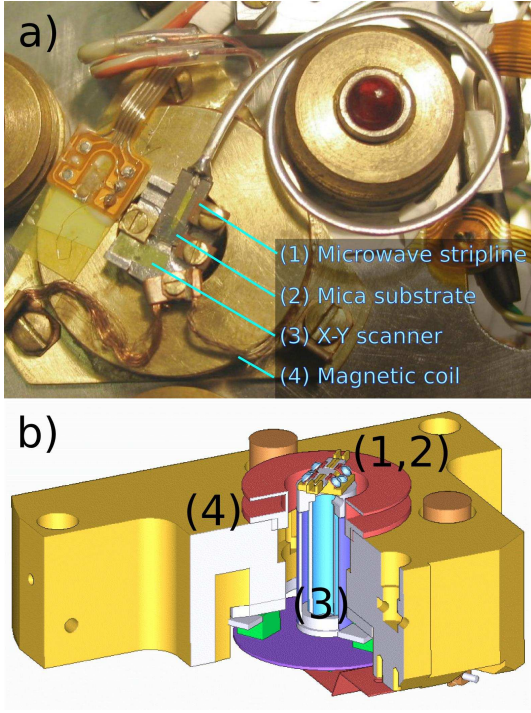 a)
(1) Microwave stripline
(2) Mica substrate
(3) X-Y scanner
(4) Magnetic coil
b)
(1,2)
(4)
(3)